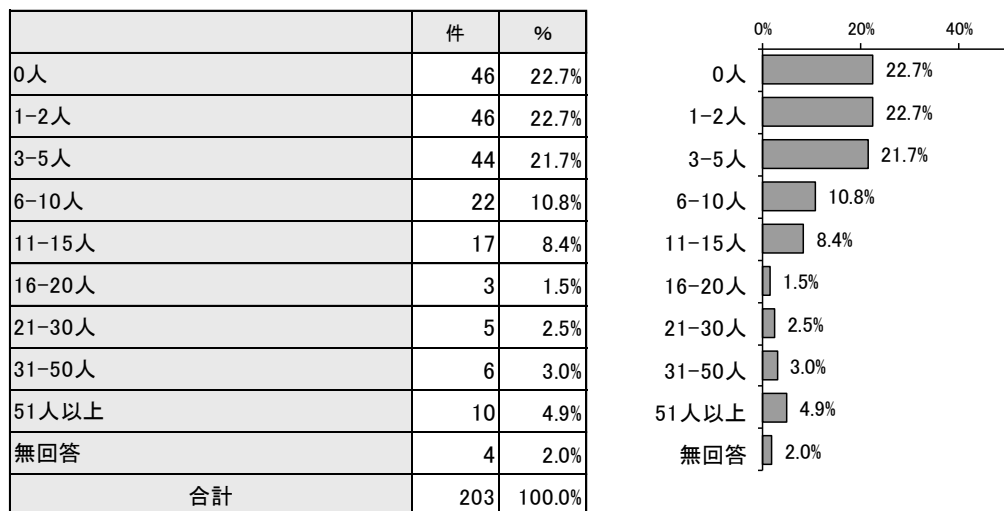 件 %
0人 46 22.7%
1-2人 46 22.7%
3-5人 44 21.7%
6-10人 22 10.8%
11-15人 17 8.4%
16-20人 3 1.5%
21-30人 5 2.5%
31-50人 6 3.0%
51人以上 10 4.9%
無回答 4 2.0%
合計 203 100.0%
0% 20% 40%
0人 22.7%
1-2人 22.7%
3-5人 21.7%
6-10人 10.8%
11-15人 8.4%
16-20人 1.5%
21-30人 2.5%
31-50人 3.0%
51人以上 4.9%
無回答 2.0%